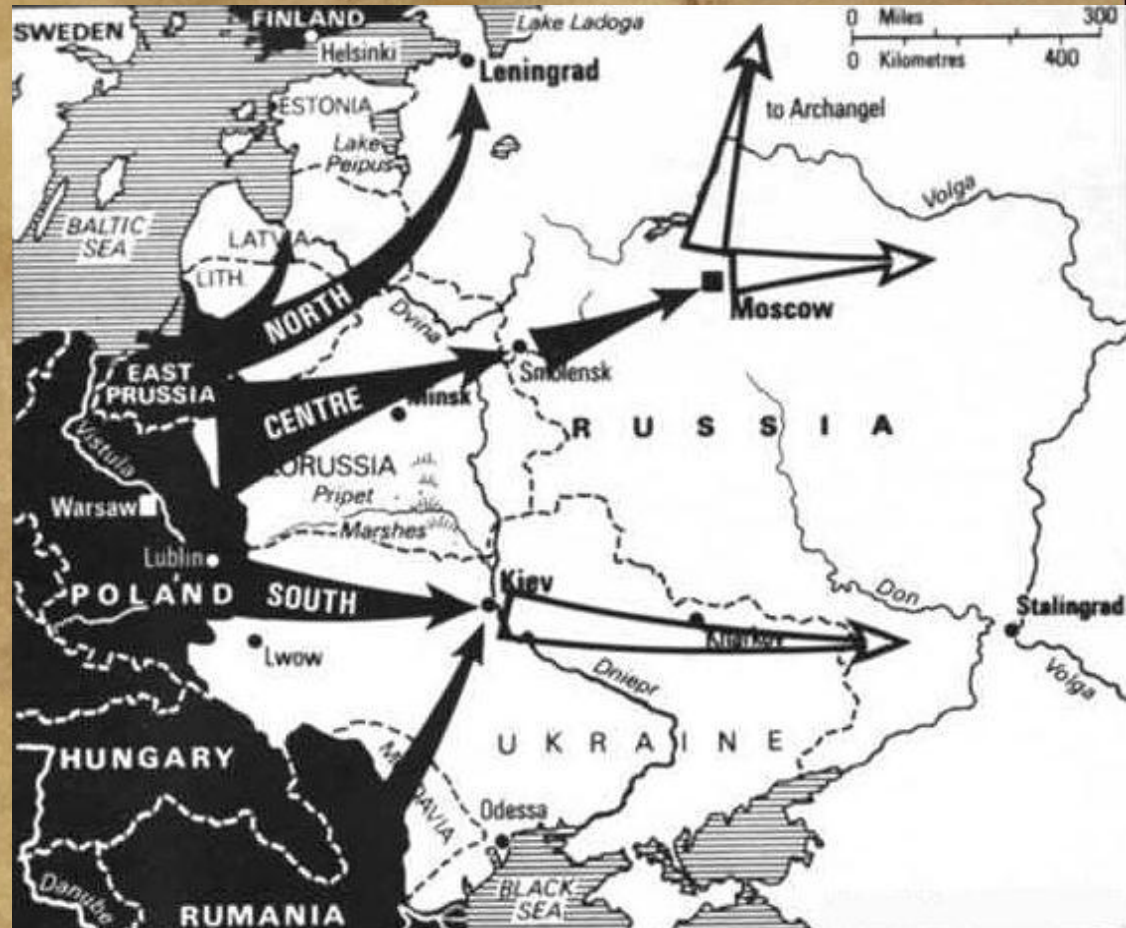 SWEDEN
FINLAND
Helsinki
Lake Ladoga
0 Miles 300
0 Kilometres 400
Leningrad
to Archangel
ESTONIA
Lake
Peipus
Volga
BALTIC
SEA
LATVIA
LITH.
NORTH
Dvina
Moscow
EAST
PRUSSIA
Smolensk
CENTRE
Minsk
RUSSIA
Vistula
LORUSSIA
Pripet
Marshes
Warsaw
Lublin
POLAND
SOUTH
Kiev
Don
Stalingrad
Kharkov
Lwow
Dniepr
Volga
UKRAINE
HUNGARY
M DAVIA
Odessa
Danube
BLACK
SEA
RUMANIA